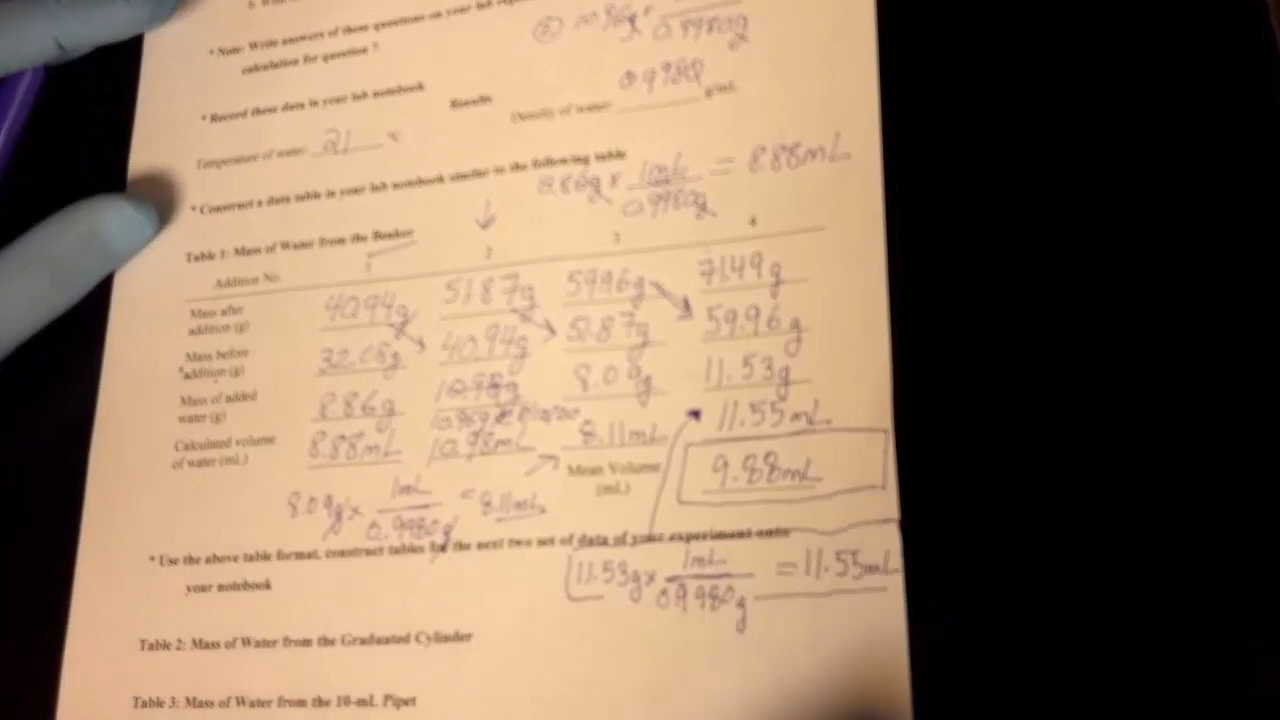 * Note: Write answers of these questions on your lab
calculation for question 7.
0.9980g
* Record these data in your lab notebook
Results
Density of water: 0.9980 g/mL
Temperature of water: 21 °C
* Construct a data table in your lab notebook similar to the following table
8.86g x 1mL / 0.9980g = 8.88mL
Table 1: Mass of Water from the Beaker
Addition No. 1 2 3 4
Mass after addition (g) 40.94g 51.87g 59.96g 71.49g
Mass before addition (g) 32.08g 40.94g 51.87g 59.96g
Mass of added water (g) 8.86g 8.09g 11.53g
Calculated volume of water (mL) 8.88mL 10.98mL 8.11mL 11.55mL
Mean Volume (mL) 9.88mL
8.09g x 1mL / 0.9980g = 8.11mL
* Use the above table format, construct tables for the next two set of data of your experiment onto
your notebook
11.53g x 1mL / 0.9980g = 11.55mL
Table 2: Mass of Water from the Graduated Cylinder
Table 3: Mass of Water from the 10-mL Pipet